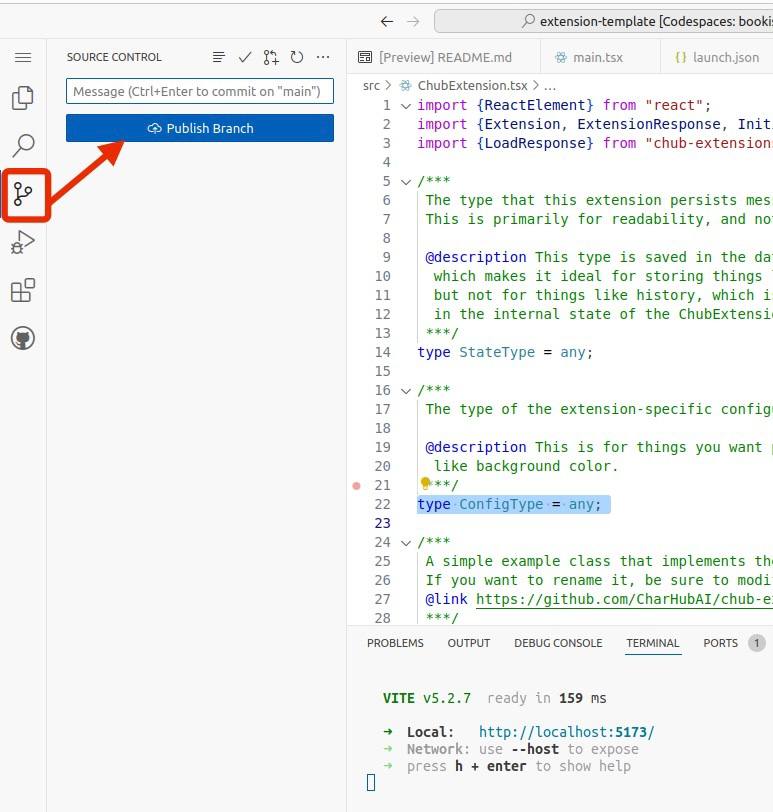 extension-template [Codespaces: bookis
SOURCE CONTROL
Message (Ctrl+Enter to commit on "main")
Publish Branch
[Preview] README.md
main.tsx
launch.json
src > ChubExtension.tsx > ...
1 import {ReactElement} from "react";
2 import {Extension, ExtensionResponse, Init
3 import {LoadResponse} from "chub-extension
4
5 /***
6 The type that this extension persists mes
7 This is primarily for readability, and no
8
9 @description This type is saved in the da
10 which makes it ideal for storing things
11 but not for things like history, which i
12 in the internal state of the ChubExtensi
13 ***/
14 type StateType = any;
15
16 /***
17 The type of the extension-specific config
18
19 @description This is for things you want
20 like background color.
21 ***/
22 type ConfigType = any;
23
24 /***
25 A simple example class that implements the
26 If you want to rename it, be sure to modi
27 @link https://github.com/CharHubAI/chub-e
28 ***/
PROBLEMS OUTPUT DEBUG CONSOLE TERMINAL PORTS 1
VITE v5.2.7 ready in 159 ms
➜ Local: http://localhost:5173/
➜ Network: use --host to expose
➜ press h + enter to show help